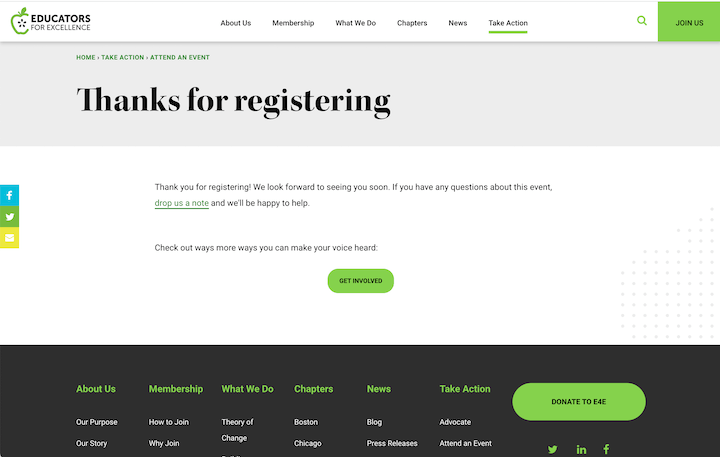 EDUCATORS
FOR EXCELLENCE
About Us Membership What We Do Chapters News Take Action
JOIN US
HOME › TAKE ACTION › ATTEND AN EVENT
Thanks for registering
Thank you for registering! We look forward to seeing you soon. If you have any questions about this event,
drop us a note and we'll be happy to help.
Check out ways more ways you can make your voice heard:
GET INVOLVED
About Us Membership What We Do Chapters News Take Action
DONATE TO E4E
Our Purpose How to Join Theory of Boston Blog Advocate
Change
Our Story Why Join Chicago Press Releases Attend an Event